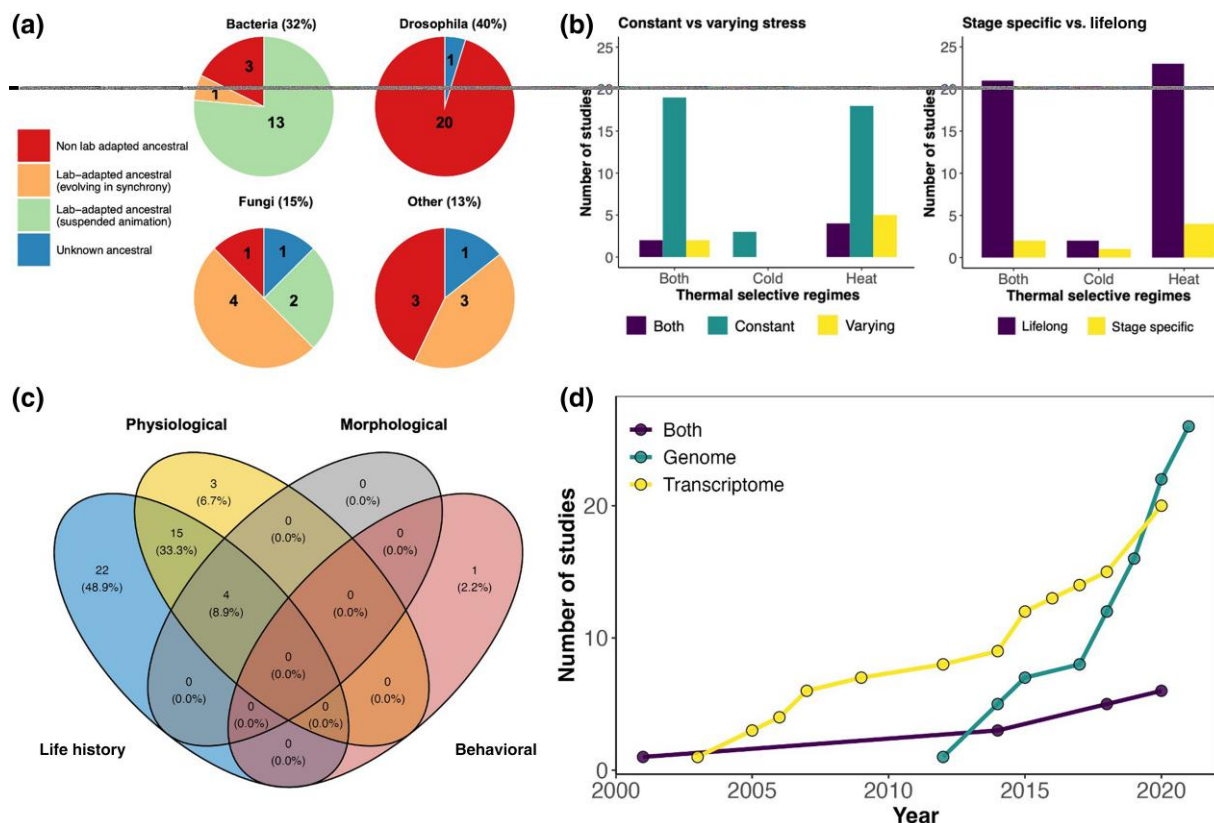 (a)
Bacteria (32%)
3
1
13
Drosophila (40%)
1
20
Non lab adapted ancestral
Lab-adapted ancestral
(evolving in synchrony)
Lab-adapted ancestral
(suspended animation)
Unknown ancestral
Fungi (15%)
1
1
4
2
Other (13%)
1
3
3
(b)
Constant vs varying stress
Number of studies
25
20
15
10
5
0
Both
Cold
Heat
Thermal selective regimes
Both
Constant
Varying
Stage specific vs. lifelong
Number of studies
25
20
15
10
5
0
Both
Cold
Heat
Thermal selective regimes
Lifelong
Stage specific
(c)
Physiological
Morphological
3
(6.7%)
0
(0.0%)
0
(0.0%)
15
(33.3%)
0
(0.0%)
22
(48.9%)
1
(2.2%)
4
(8.9%)
0
(0.0%)
0
(0.0%)
0
(0.0%)
0
(0.0%)
0
(0.0%)
0
(0.0%)
0
(0.0%)
Life history
Behavioral
(d)
Both
Genome
Transcriptome
Number of studies
20
10
0
2000
2005
2010
2015
2020
Year